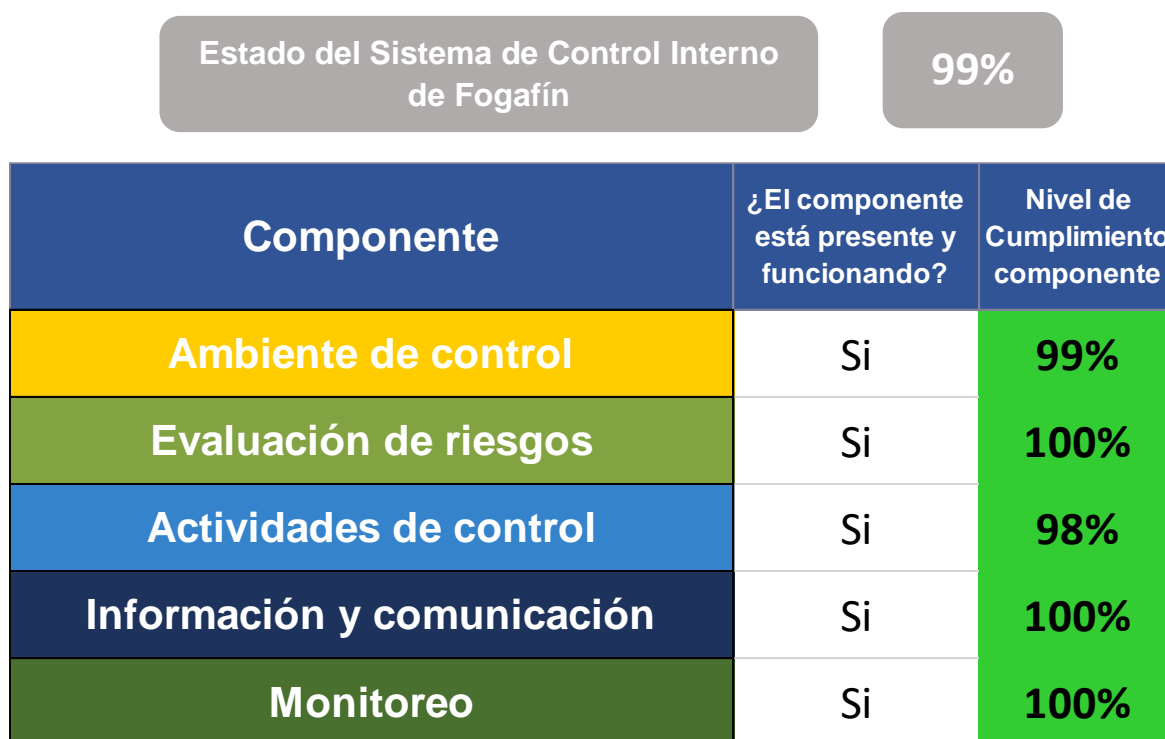 Estado del Sistema de Control Interno
de Fogafín
99%
Componente
¿El componente
está presente y
funcionando?
Nivel de
Cumplimiento
componente
Ambiente de control
Si
99%
Evaluación de riesgos
Si
100%
Actividades de control
Si
98%
Información y comunicación
Si
100%
Monitoreo
Si
100%